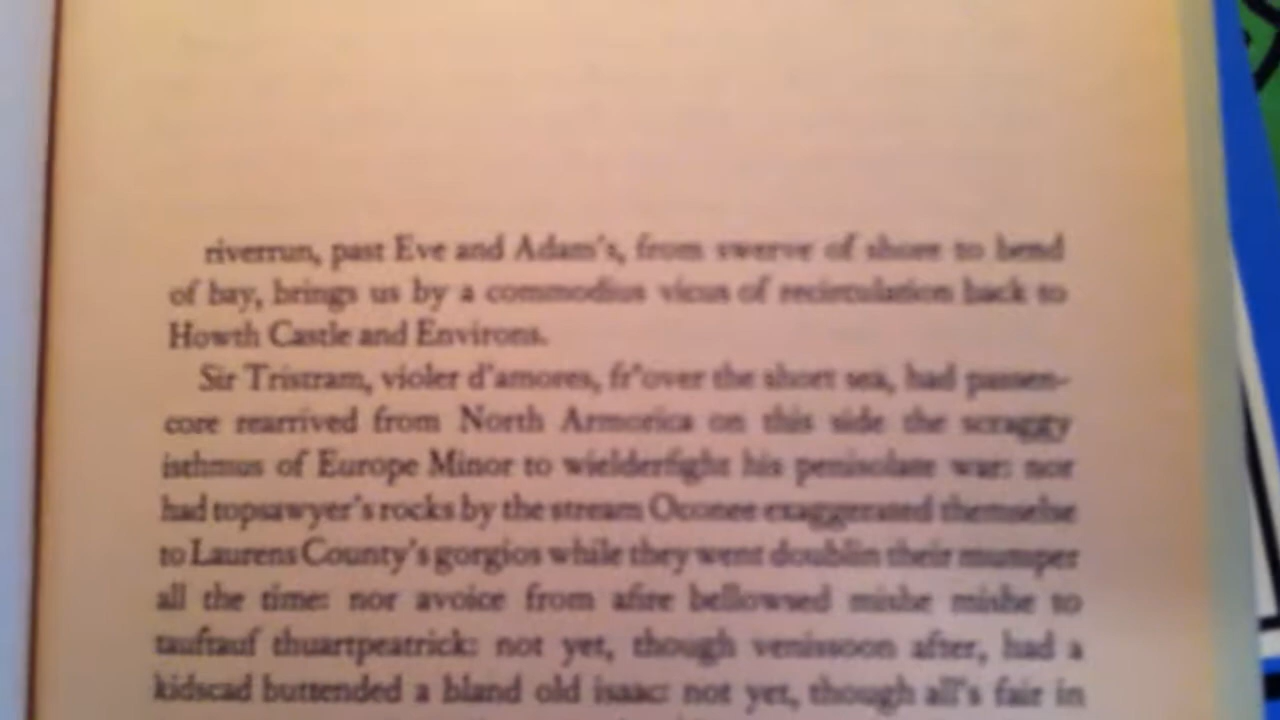 riverrun, past Eve and Adam's, from swerve of shore to bend
of bay, brings us by a commodius vicus of recirculation back to
Howth Castle and Environs.
Sir Tristram, violer d'amores, fr'over the short sea, had passen-
core rearrived from North Armorica on this side the scraggy
isthmus of Europe Minor to wielderfight his penisolate war: nor
had topsawyer's rocks by the stream Oconee exaggerated themselse
to Laurens County's gorgios while they went doublin their mumper
all the time: nor avoice from afire bellowsed mishe mishe to
tauftauf thuartpeatrick: not yet, though venissoon after, had a
kidscad buttended a bland old isaac: not yet, though all's fair in